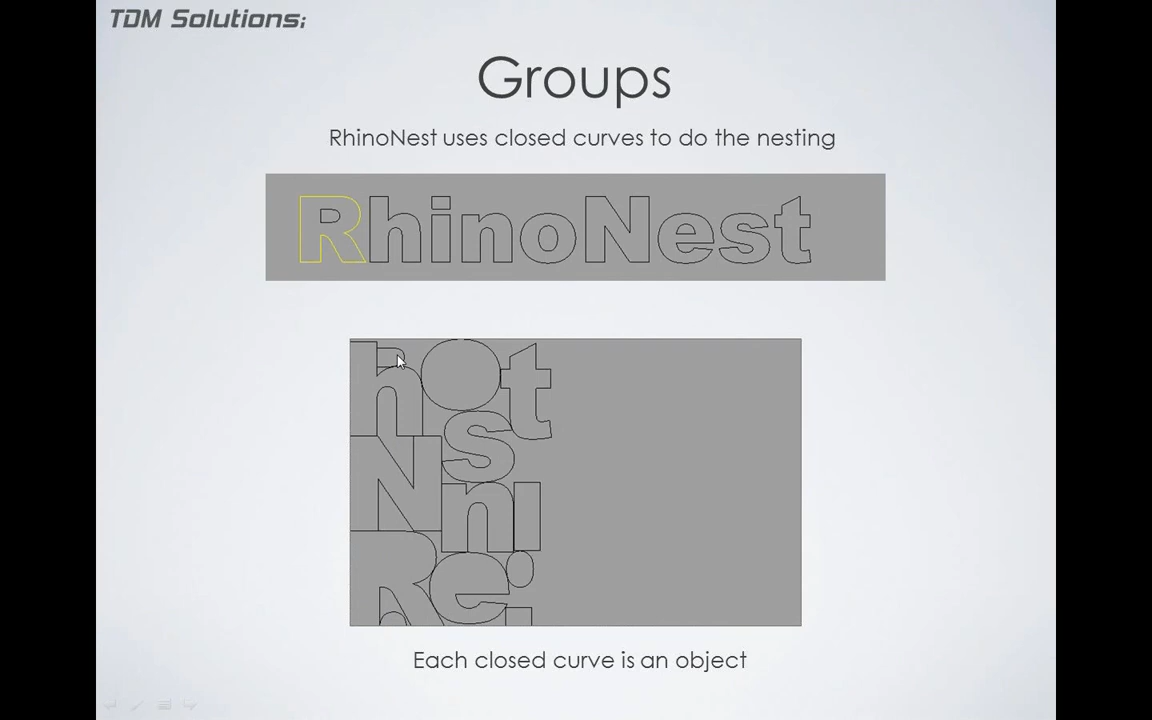 TDM Solutions;
Groups
RhinoNest uses closed curves to do the nesting
RhinoNest
h o t
s
N n
R e
Each closed curve is an object